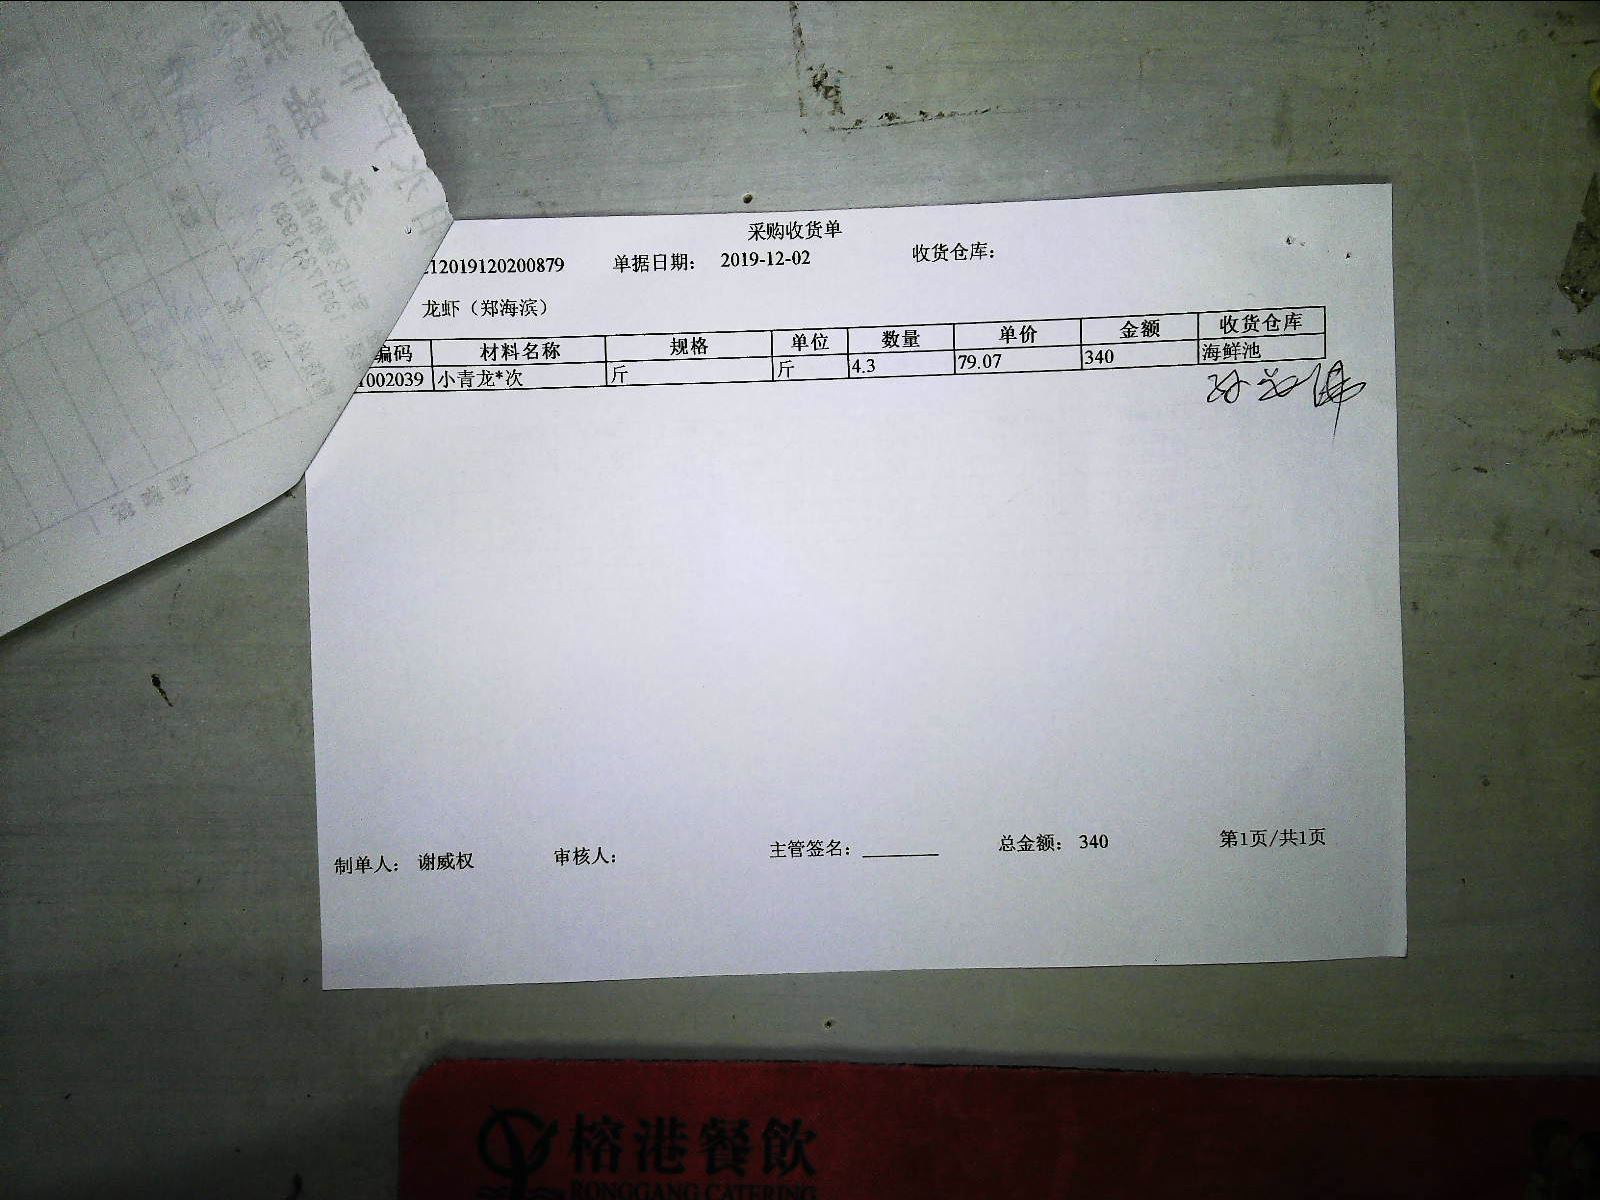 采购收货单
12019120200879 单据日期: 2019-12-02 收货仓库:
龙虾（郑海滨）
编码 材料名称 规格 单位 数量 单价 金额 收货仓库
1002039 小青龙*次 斤 斤 4.3 79.07 340 海鲜池
制单人: 谢威权 审核人: 主管签名: 总金额: 340 第1页/共1页
榕港餐飲
RONGGANG CATERING